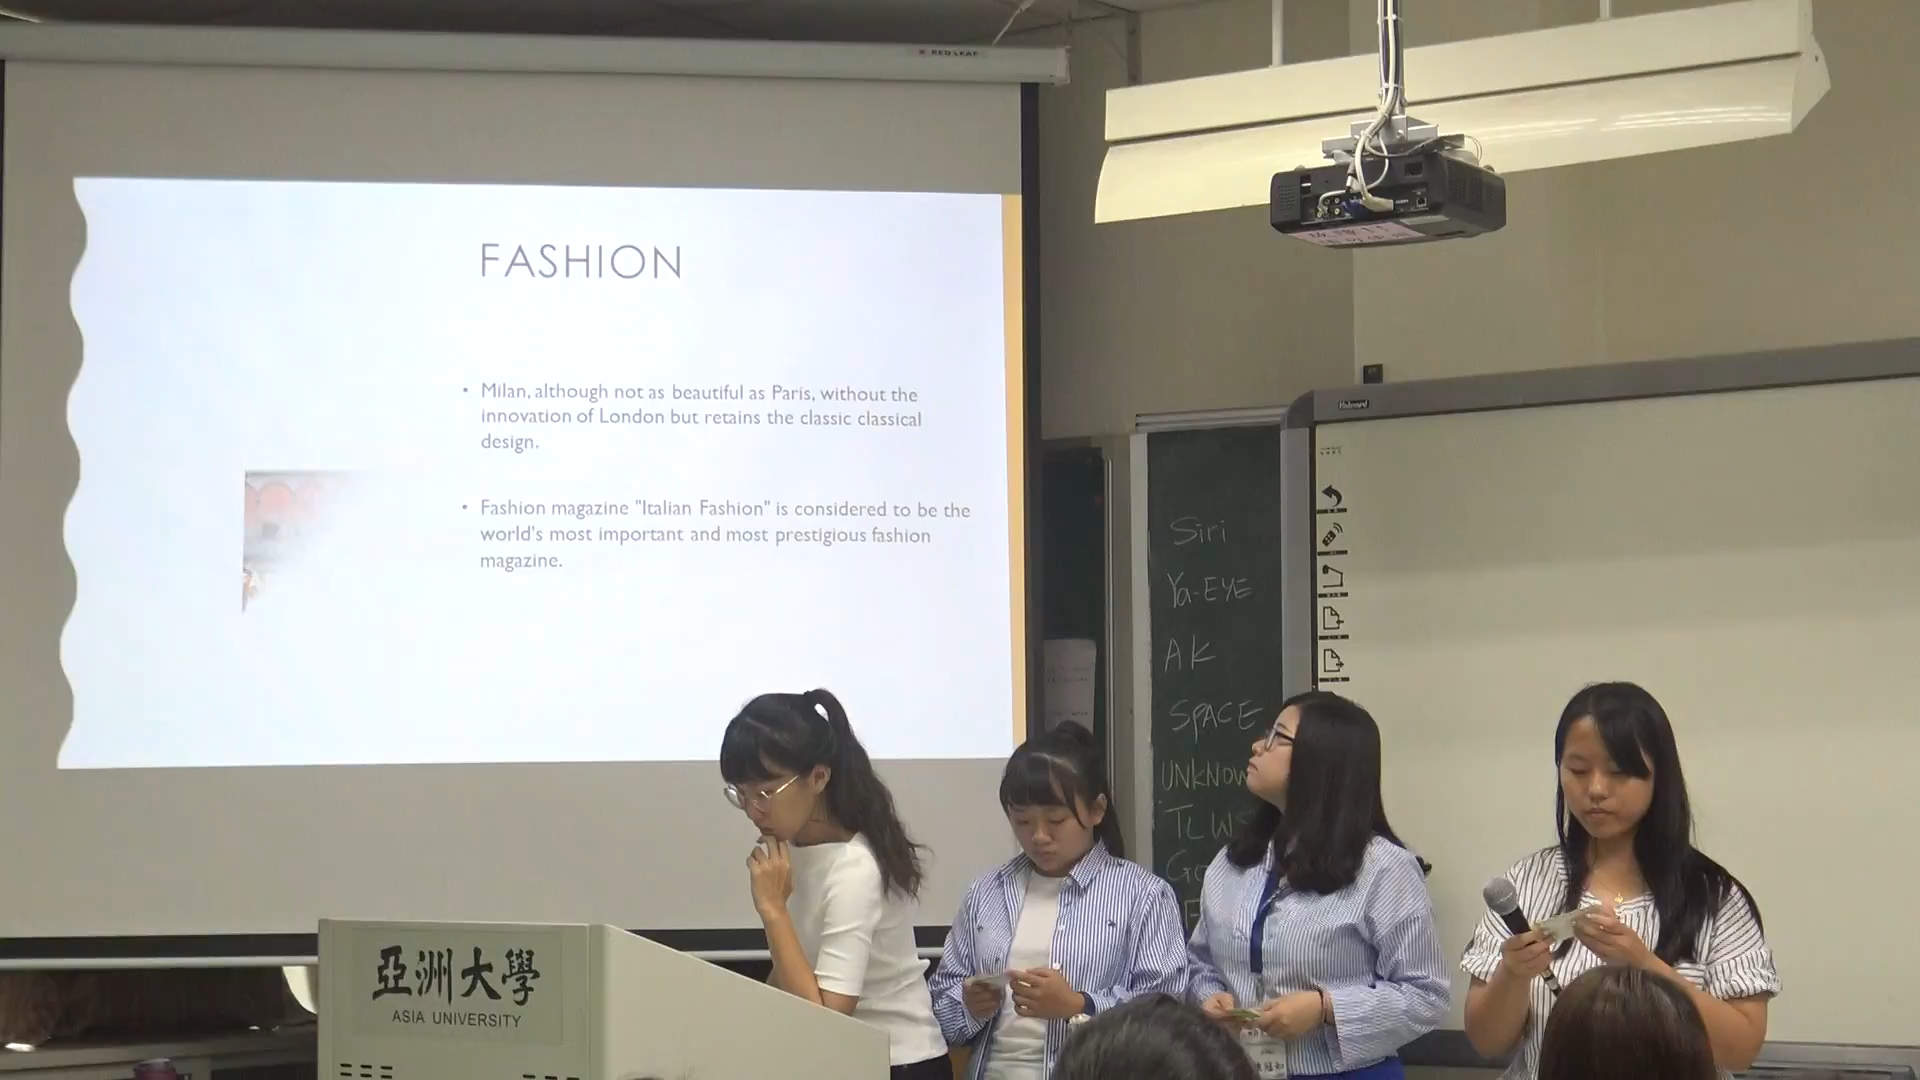 RED LEAF
FASHION
• Milan, although not as beautiful as Paris, without the
innovation of London but retains the classic classical
design.
• Fashion magazine "Italian Fashion" is considered to be the
world's most important and most prestigious fashion
magazine.
Siri
Ya-EYE
AK
SPACE
UNKNOW
TLW
亞洲大學
ASIA UNIVERSITY